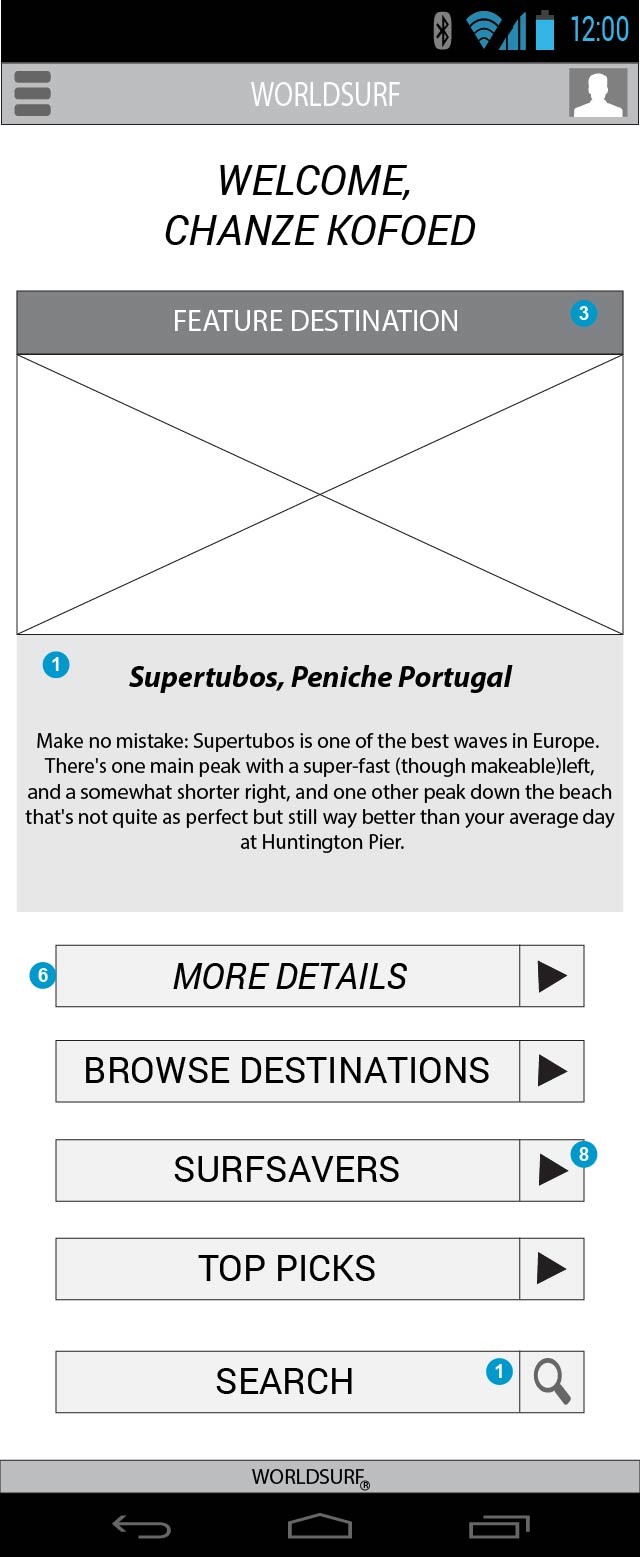 12:00
WORLDSURF
WELCOME,
CHANZE KOFOED
FEATURE DESTINATION
3
1
Supertubos, Peniche Portugal
Make no mistake: Supertubos is one of the best waves in Europe.
There's one main peak with a super-fast (though makeable)left,
and a somewhat shorter right, and one other peak down the beach
that's not quite as perfect but still way better than your average day
at Huntington Pier.
6
MORE DETAILS
BROWSE DESTINATIONS
SURFSAVERS
8
TOP PICKS
SEARCH
1
WORLDSURF®